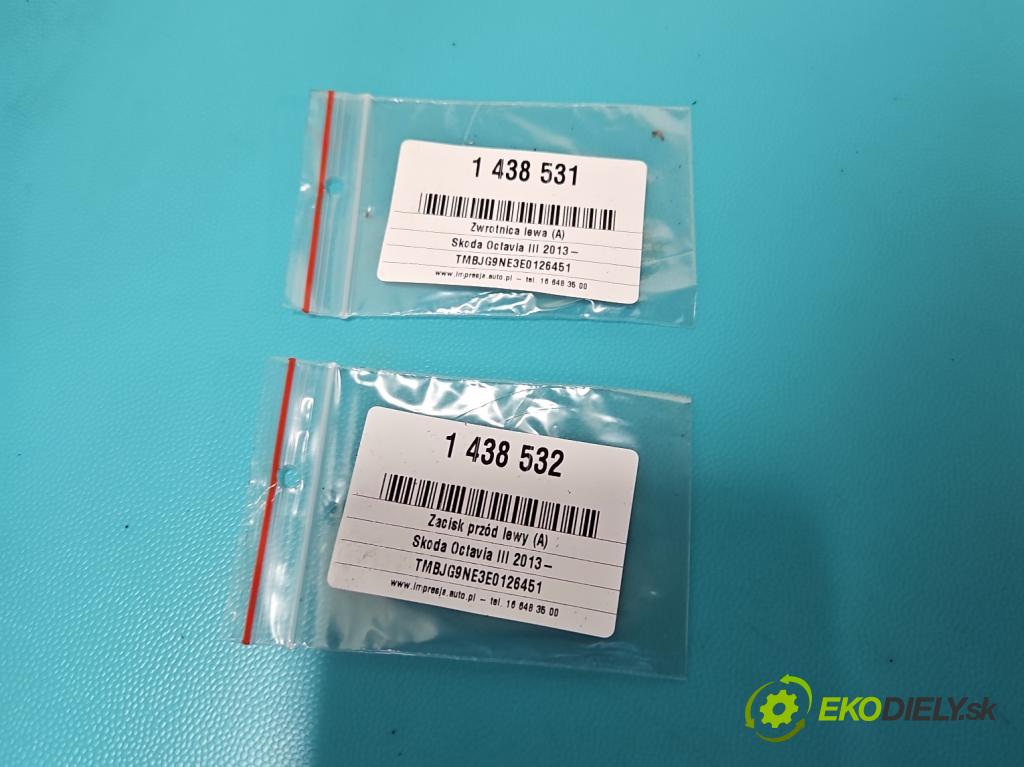 1 438 531
Zwrotnica lewa (A)
Skoda Octavia III 2013–
TMBJG9NE3E0126451
www.impresja.auto.pl – tel. 16 648 35 00
1 438 532
Zacisk przód lewy (A)
Skoda Octavia III 2013–
TMBJG9NE3E0126451
www.impresja.auto.pl – tel. 16 648 35 00
EKODIELY.sk